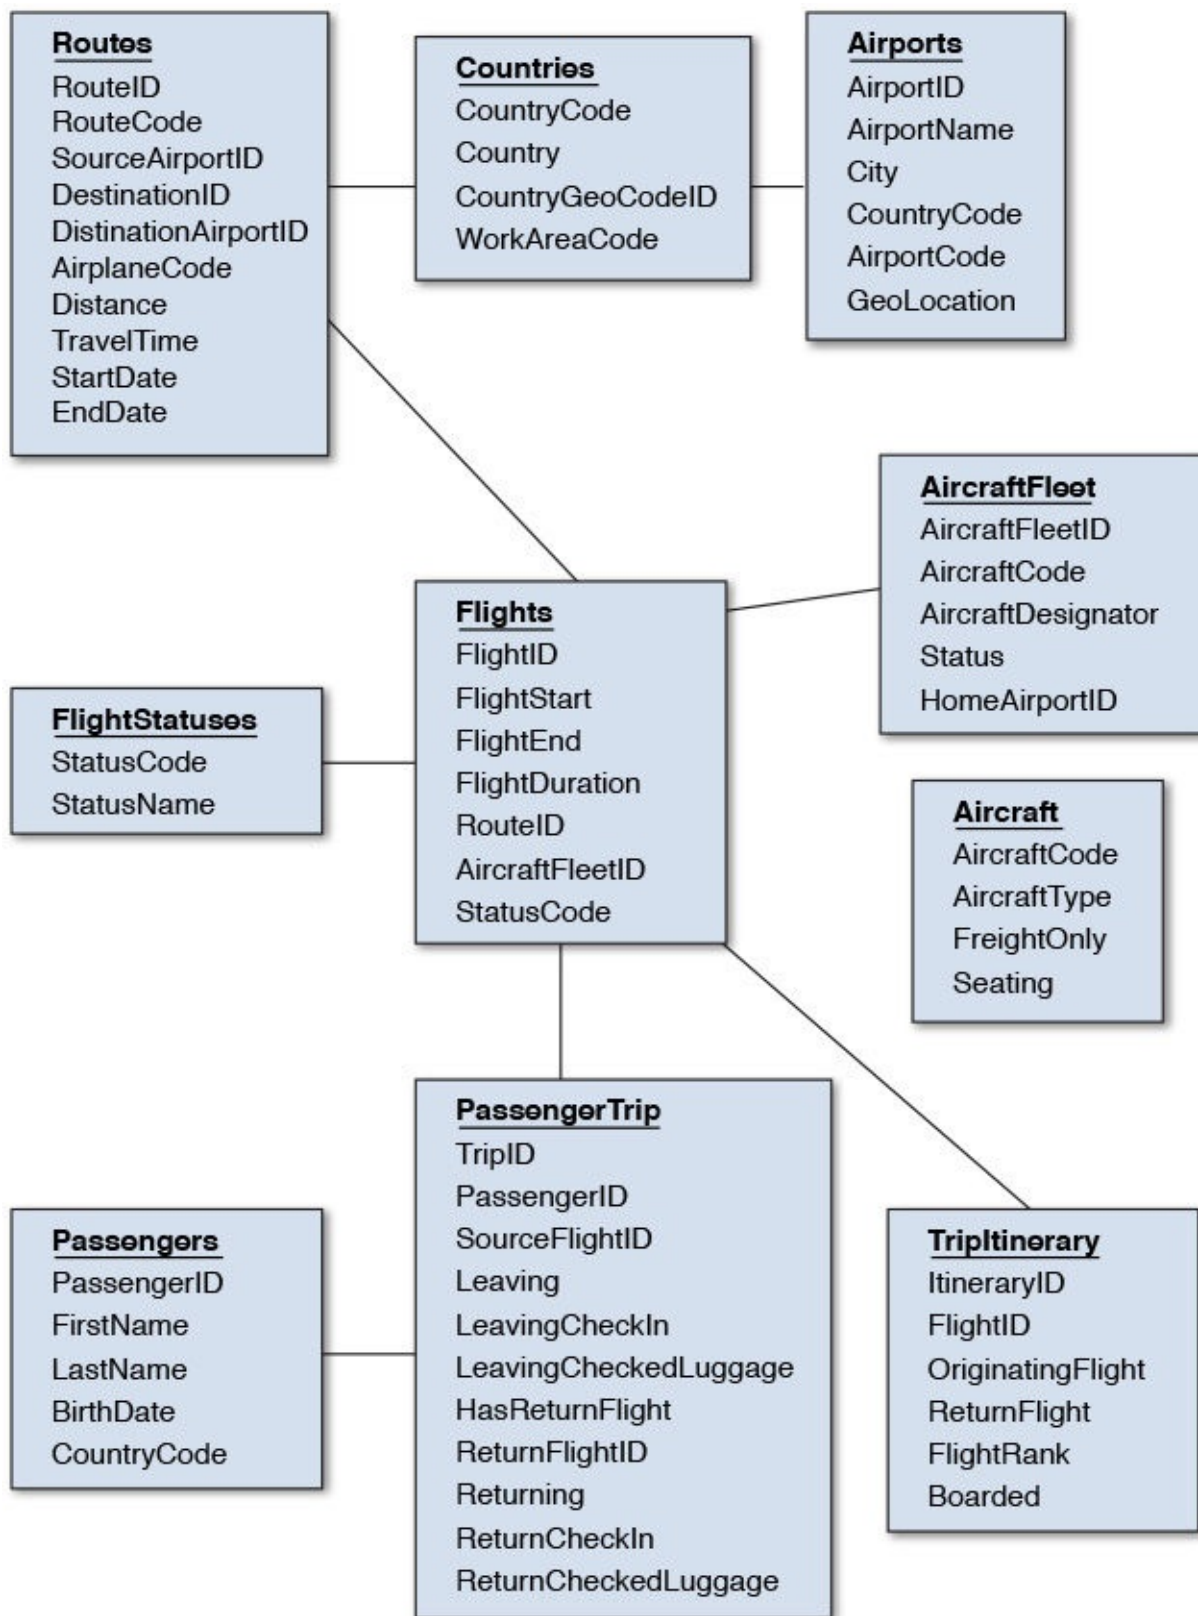 Routes
RouteID
RouteCode
SourceAirportID
DestinationID
DistinationAirportID
AirplaneCode
Distance
TravelTime
StartDate
EndDate
Countries
CountryCode
Country
CountryGeoCodeID
WorkAreaCode
Airports
AirportID
AirportName
City
CountryCode
AirportCode
GeoLocation
AircraftFleet
AircraftFleetID
AircraftCode
AircraftDesignator
Status
HomeAirportID
Flights
FlightID
FlightStart
FlightEnd
FlightDuration
RouteID
AircraftFleetID
StatusCode
FlightStatuses
StatusCode
StatusName
Aircraft
AircraftCode
AircraftType
FreightOnly
Seating
PassengerTrip
TripID
PassengerID
SourceFlightID
Leaving
LeavingCheckIn
LeavingCheckedLuggage
HasReturnFlight
ReturnFlightID
Returning
ReturnCheckIn
ReturnCheckedLuggage
Passengers
PassengerID
FirstName
LastName
BirthDate
CountryCode
TripItinerary
ItineraryID
FlightID
OriginatingFlight
ReturnFlight
FlightRank
Boarded